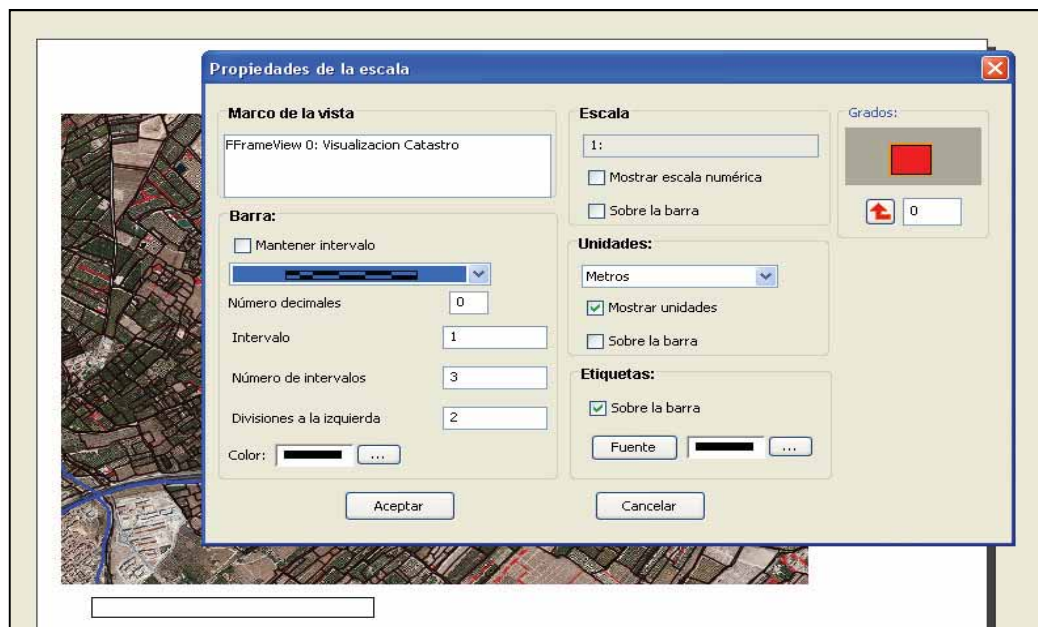 Propiedades de la escala
Marco de la vista
FFrameView 0: Visualizacion Catastro
Barra:
Mantener intervalo
Número decimales 0
Intervalo 1
Número de intervalos 3
Divisiones a la izquierda 2
Color: ...
Escala
1:
Mostrar escala numérica
Sobre la barra
Unidades:
Metros
Mostrar unidades
Sobre la barra
Etiquetas:
Sobre la barra
Fuente ...
Grados:
0
Aceptar
Cancelar